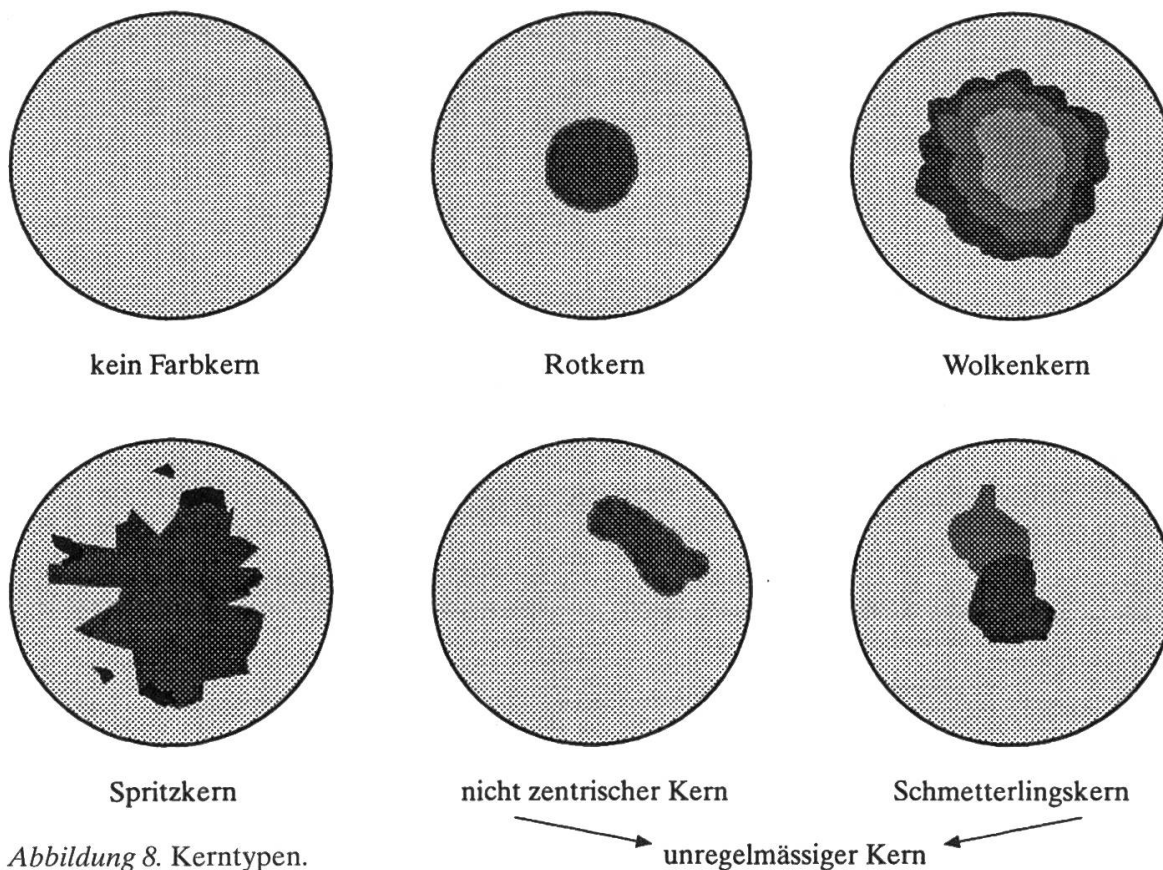 kein Farbkern
Rotkern
Wolkenkern
Spritzkern
nicht zentrischer Kern
Schmetterlingskern
unregelmässiger Kern
Abbildung 8. Kerntypen.